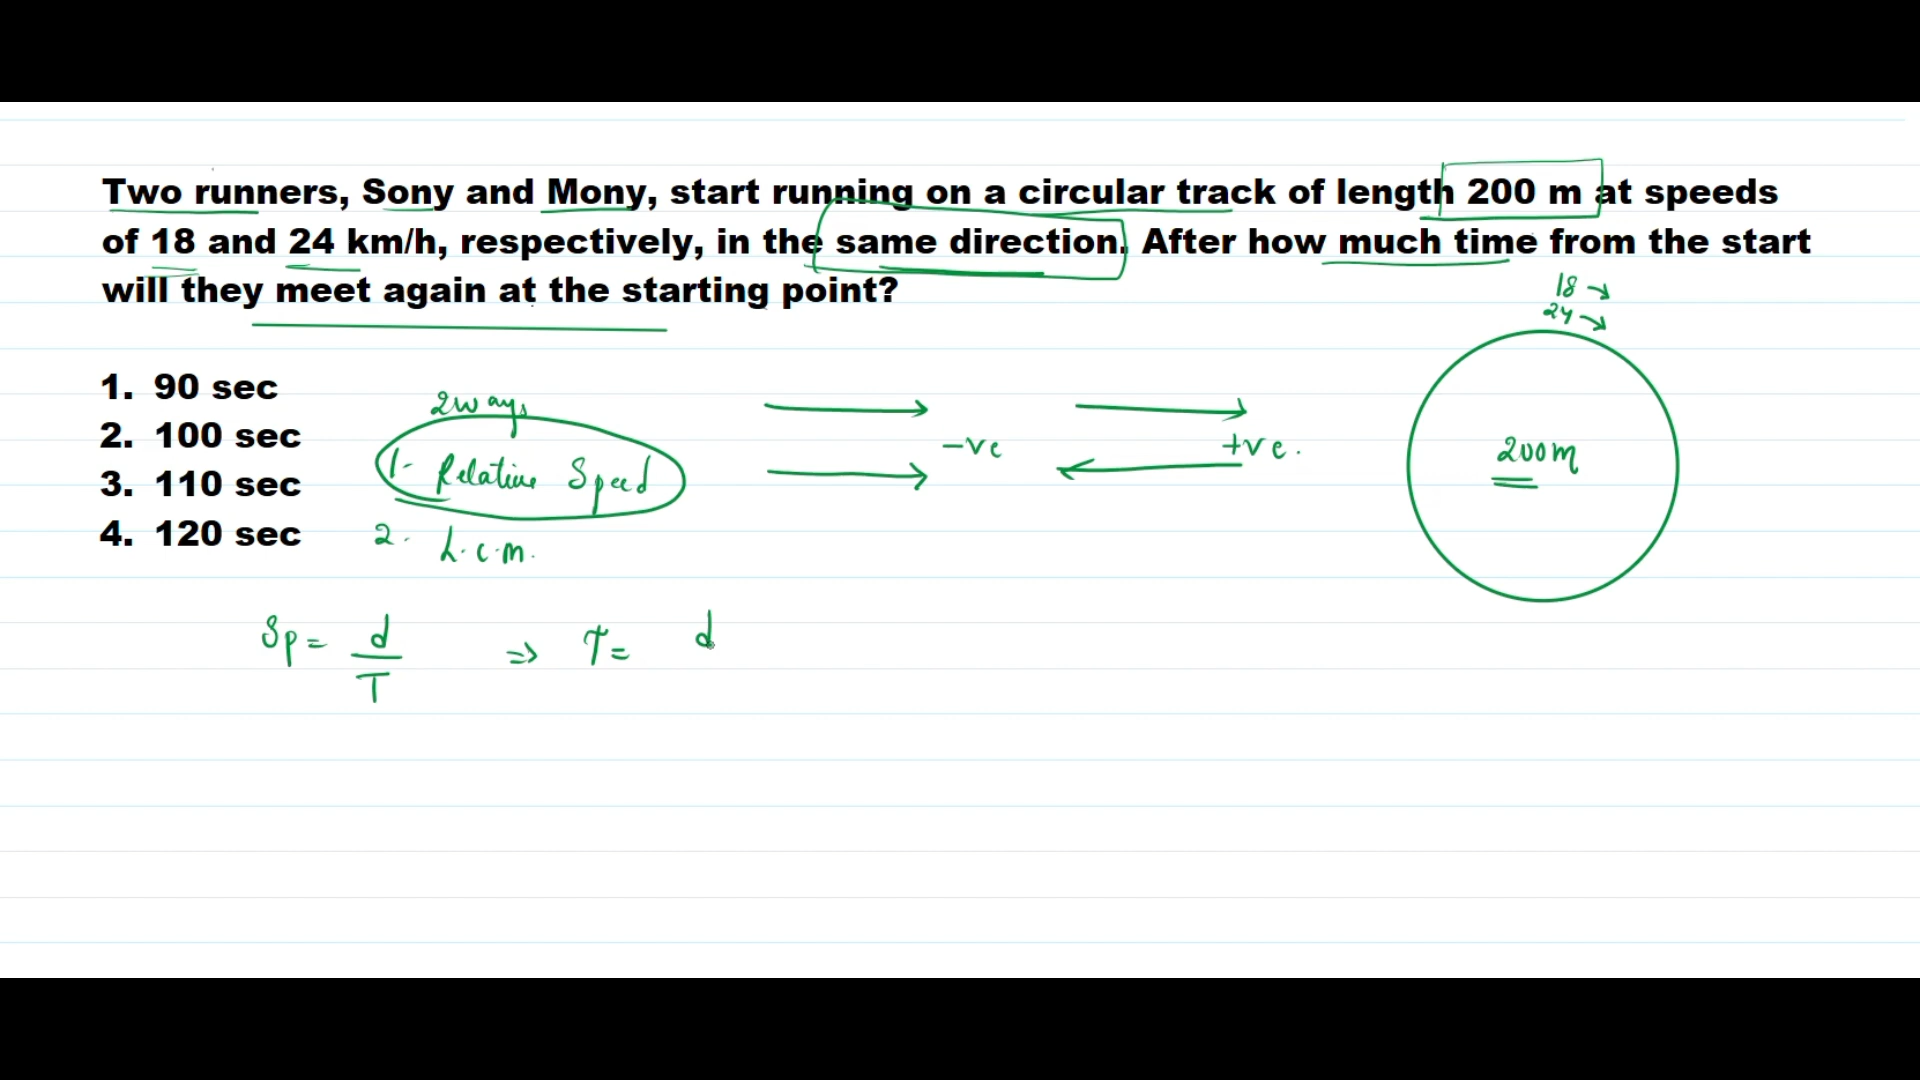 Two runners, Sony and Mony, start running on a circular track of length 200 m at speeds
of 18 and 24 km/h, respectively, in the same direction. After how much time from the start
will they meet again at the starting point?
18 →
24 →
1. 90 sec
2. 100 sec
3. 110 sec
4. 120 sec
2ways
1- Relative Speed
2. L.c.m.
-ve
+ve.
200m
Sp = d/T ⇒ T = d